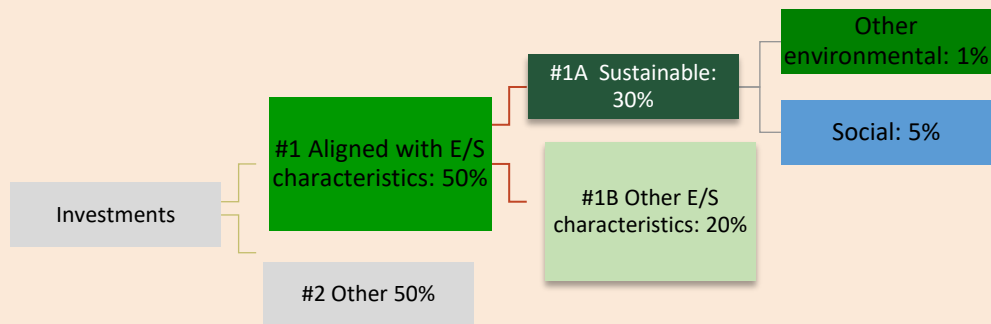 Investments
#1 Aligned with E/S
characteristics: 50%
#2 Other 50%
#1A Sustainable:
30%
#1B Other E/S
characteristics: 20%
Other
environmental: 1%
Social: 5%